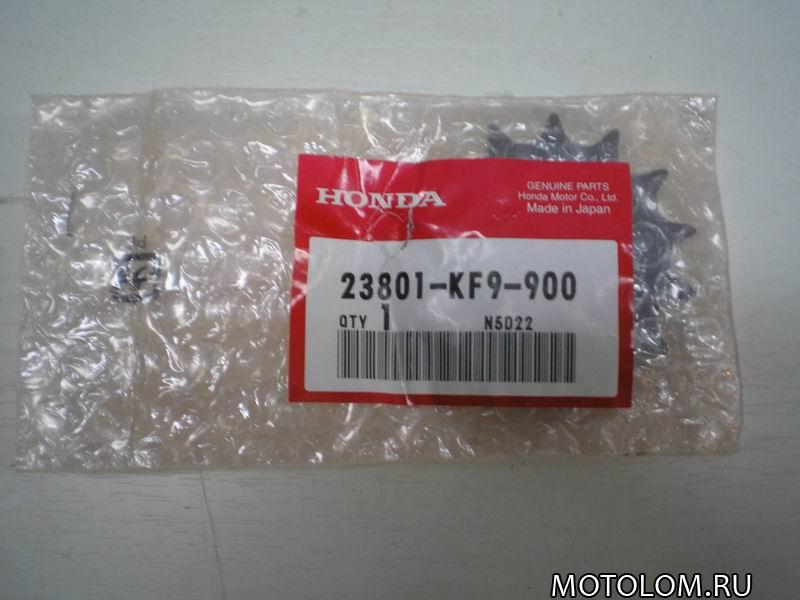 HONDA
GENUINE PARTS
Honda Motor Co., Ltd.
Made in Japan
23801-KF9-900
QTY 1 N5D22
MOTOLOM.RU